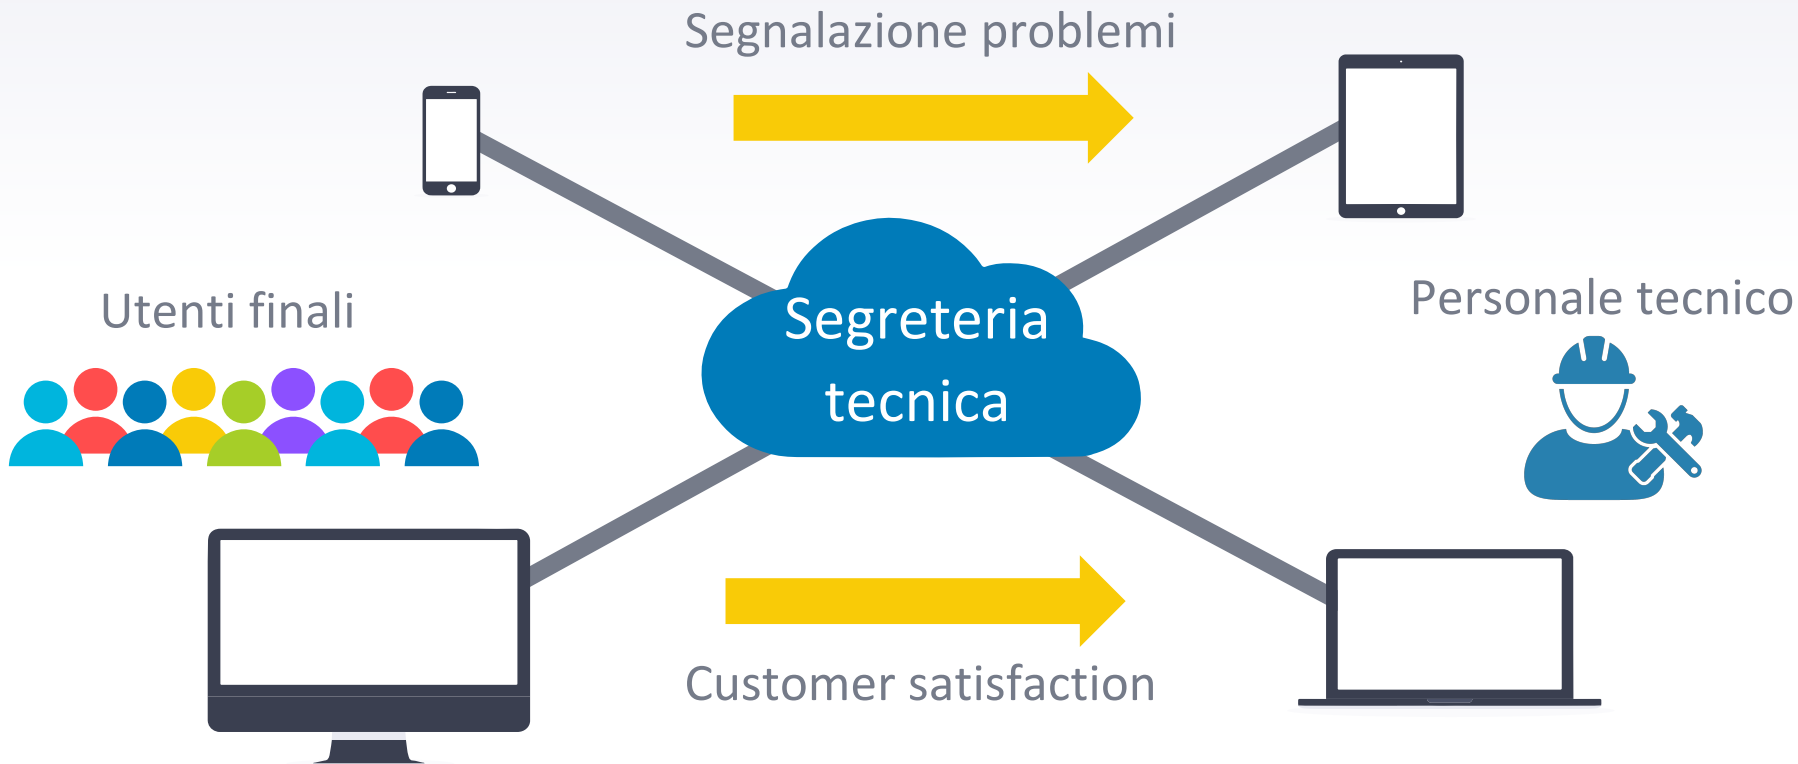 Segnalazione problemi
Utenti finali
Segreteria
tecnica
Personale tecnico
Customer satisfaction